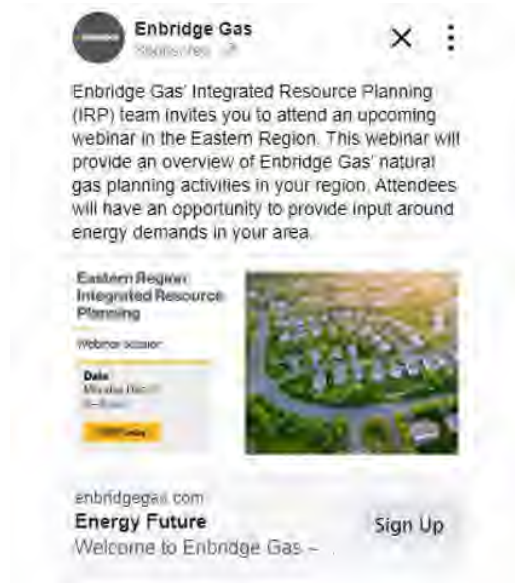 Enbridge Gas
Sponsored
Enbridge Gas' Integrated Resource Planning
(IRP) team invites you to attend an upcoming
webinar in the Eastern Region. This webinar will
provide an overview of Enbridge Gas' natural
gas planning activities in your region. Attendees
will have an opportunity to provide input around
energy demands in your area.
Eastern Region
Integrated Resource
Planning
Webinar session
Date
enbridgegas.com
Energy Future
Welcome to Enbridge Gas –
Sign Up